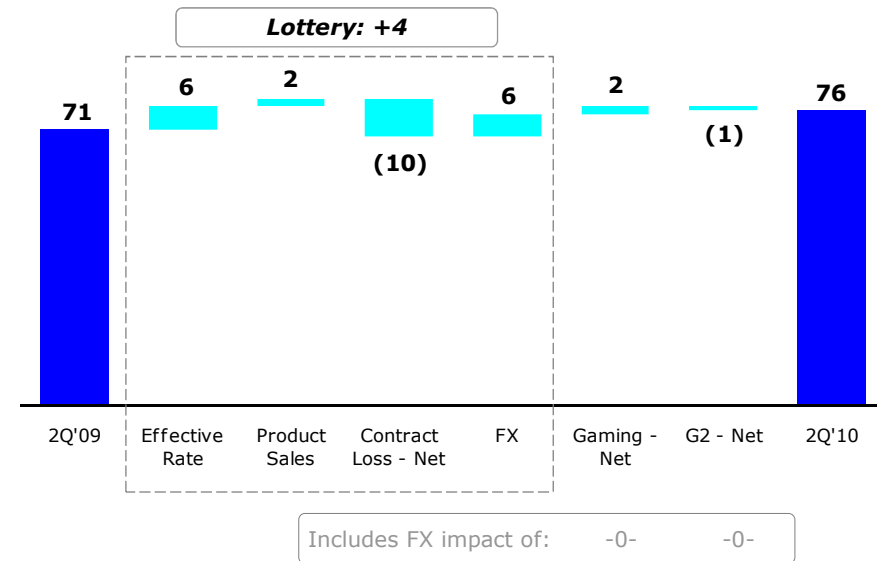 Lottery: +4
71
6
2
(10)
6
2
(1)
76
2Q'09
Effective
Rate
Product
Sales
Contract
Loss - Net
FX
Gaming -
Net
G2 - Net
2Q'10
Includes FX impact of: -0- -0-